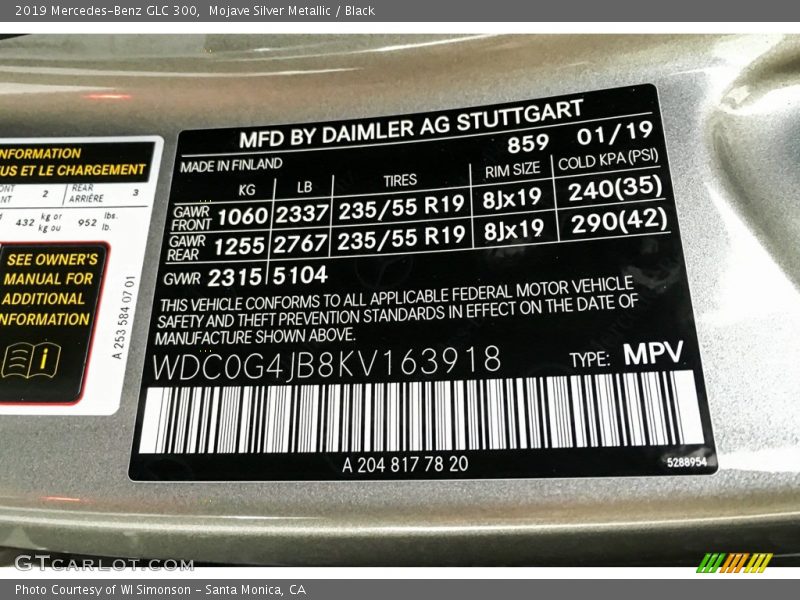 2019 Mercedes-Benz GLC 300, Mojave Silver Metallic / Black
NFORMATION
US ET LE CHARGEMENT
ONT 2 REAR 3
NT ARRIÈRE
432 kg or 952 lbs.
kg ou lb.
SEE OWNER'S
MANUAL FOR
ADDITIONAL
NFORMATION
i
A 253 584 07 01
MFD BY DAIMLER AG STUTTGART
859 01/19
MADE IN FINLAND
KG LB TIRES RIM SIZE COLD KPA(PSI)
GAWR FRONT 1060 2337 235/55 R19 8Jx19 240(35)
GAWR REAR 1255 2767 235/55 R19 8Jx19 290(42)
GWR 2315 5104
THIS VEHICLE CONFORMS TO ALL APPLICABLE FEDERAL MOTOR VEHICLE
SAFETY AND THEFT PREVENTION STANDARDS IN EFFECT ON THE DATE OF
MANUFACTURE SHOWN ABOVE.
WDC0G4JB8KV163918 TYPE: MPV
A 204 817 78 20 5288954
GTCARLOT.COM
Photo Courtesy of WI Simonson - Santa Monica, CA